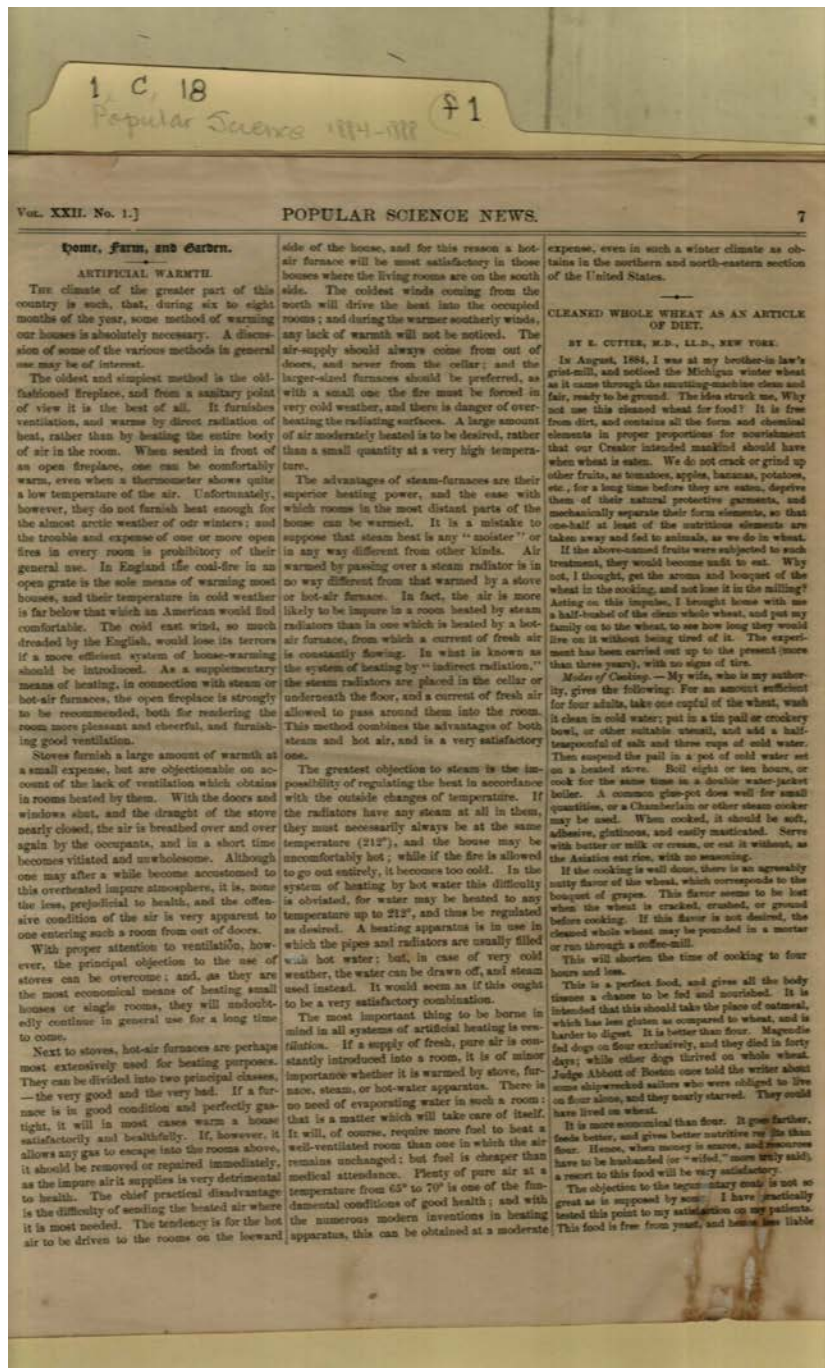 1, C, 18
Popular Science 1884-1888
f1
VOL. XXII. No. 1.]
POPULAR SCIENCE NEWS.
7
Home, Farm, and Garden.
ARTIFICIAL WARMTH.
THE climate of the greater part of this
country is such, that, during six to eight
months of the year, some method of warming
our houses is absolutely necessary. A discus-
sion of some of the various methods in general
use may be of interest.
The oldest and simplest method is the old-
fashioned fireplace, and from a sanitary point
of view it is the best of all. It furnishes
ventilation, and warms by direct radiation of
heat, rather than by heating the entire body
of air in the room. When seated in front of
an open fireplace, one can be comfortably
warm, even when a thermometer shows quite
a low temperature of the air. Unfortunately,
however, they do not furnish heat enough for
the almost arctic weather of our winters; and
the trouble and expense of one or more open
fires in every room is prohibitory of their
general use. In England the coal-fire in an
open grate is the sole means of warming most
houses, and their temperature in cold weather
is far below that which an American would find
comfortable. The cold east wind, so much
dreaded by the English, would lose its terrors
if a more efficient system of house-warming
should be introduced. As a supplementary
means of heating, in connection with steam or
hot-air furnaces, the open fireplace is strongly
to be recommended, both for rendering the
room more pleasant and cheerful, and furnish-
ing good ventilation.
Stoves furnish a large amount of warmth at
a small expense, but are objectionable on ac-
count of the lack of ventilation which obtains
in rooms heated by them. With the doors and
windows shut, and the draught of the stove
nearly closed, the air is breathed over and over
again by the occupants, and in a short time
becomes vitiated and unwholesome. Although
one may after a while become accustomed to
this overheated impure atmosphere, it is, none
the less, prejudicial to health, and the offen-
sive condition of the air is very apparent to
one entering such a room from out of doors.
With proper attention to ventilation, how-
ever, the principal objection to the use of
stoves can be overcome; and, as they are
the most economical means of heating small
houses or single rooms, they will undoubt-
edly continue in general use for a long time
to come.
Next to stoves, hot-air furnaces are perhaps
most extensively used for heating purposes.
They can be divided into two principal classes,
—the very good and the very bad. If a fur-
nace is in good condition and perfectly gas-
tight, it will in most cases warm a house
satisfactorily and healthfully. If, however, it
allows any gas to escape into the rooms above,
it should be removed or repaired immediately,
as the impure air it supplies is very detrimental
to health. The chief practical disadvantage
is the difficulty of sending the heated air where
it is most needed. The tendency is for the hot
air to be driven to the rooms on the leeward
side of the house, and for this reason a hot-
air furnace will be most satisfactory in those
houses where the living rooms are on the south
side. The coldest winds coming from the
north will drive the heat into the occupied
rooms; and during the warmer southerly winds,
any lack of warmth will not be noticed. The
air-supply should always come from out of
doors, and never from the cellar; and the
larger-sized furnaces should be preferred, as
with a small one the fire must be forced in
very cold weather, and there is danger of over-
heating the radiating surfaces. A large amount
of air moderately heated is to be desired, rather
than a small quantity at a very high tempera-
ture.
The advantages of steam-furnaces are their
superior heating power, and the ease with
which rooms in the most distant parts of the
house can be warmed. It is a mistake to
suppose that steam heat is any "moister" or
in any way different from other kinds. Air
warmed by passing over a steam radiator is in
no way different from that warmed by a stove
or hot-air furnace. In fact, the air is more
likely to be impure in a room heated by steam
radiators than in one which is heated by a hot-
air furnace, from which a current of fresh air
is constantly flowing. In what is known as
the system of heating by "indirect radiation,"
the steam radiators are placed in the cellar or
underneath the floor, and a current of fresh air
allowed to pass around them into the room.
This method combines the advantages of both
steam and hot air, and is a very satisfactory
one.
The greatest objection to steam is the im-
possibility of regulating the heat in accordance
with the outside changes of temperature. If
the radiators have any steam at all in them,
they must necessarily always be at the same
temperature (212°), and the house may be
uncomfortably hot; while if the fire is allowed
to go out entirely, it becomes too cold. In the
system of heating by hot water this difficulty
is obviated, for water may be heated to any
temperature up to 212°, and thus be regulated
as desired. A heating apparatus is in use in
which the pipes and radiators are usually filled
with hot water; but, in case of very cold
weather, the water can be drawn off, and steam
used instead. It would seem as if this ought
to be a very satisfactory combination.
The most important thing to be borne in
mind in all systems of artificial heating is ven-
tilation. If a supply of fresh, pure air is con-
stantly introduced into a room, it is of minor
importance whether it is warmed by stove, fur-
nace, steam, or hot-water apparatus. There is
no need of evaporating water in such a room:
that is a matter which will take care of itself.
It will, of course, require more fuel to heat a
well-ventilated room than one in which the air
remains unchanged; but fuel is cheaper than
medical attendance. Plenty of pure air at a
temperature from 65° to 70° is one of the fun-
damental conditions of good health; and with
the numerous modern inventions in heating
apparatus, this can be obtained at a moderate
expense, even in such a winter climate as ob-
tains in the northern and north-eastern section
of the United States.
CLEANED WHOLE WHEAT AS AN ARTICLE
OF DIET.
BY E. CUTTER, M.D., LL.D., NEW YORK.
In August, 1884, I was at my brother-in-law's
grist-mill, and noticed the Michigan winter wheat
as it came through the smutting-machine clean and
fair, ready to be ground. The idea struck me, Why
not use this cleaned wheat for food? It is free
from dirt, and contains all the form and chemical
elements in proper proportions for nourishment
that our Creator intended mankind should have
when wheat is eaten. We do not crack or grind up
other fruits, as tomatoes, apples, bananas, potatoes,
etc., for a long time before they are eaten, deprive
them of their natural protective garments, and
mechanically separate their form elements, so that
one-half at least of the nutritious elements are
taken away and fed to animals, as we do in wheat.
If the above-named fruits were subjected to such
treatment, they would become unfit to eat. Why
not, I thought, get the aroma and bouquet of the
wheat in the cooking, and not lose it in the milling?
Acting on this impulse, I brought home with me
a half-bushel of the clean whole wheat, and put my
family on to the wheat, to see how long they would
live on it without being tired of it. The experi-
ment has been carried out up to the present (more
than three years), with no signs of tire.
Modes of Cooking. — My wife, who is my author-
ity, gives the following: For an amount sufficient
for four adults, take one cupful of the wheat, wash
it clean in cold water; put in a tin pail or crockery
bowl, or other suitable utensil, and add a half-
teaspoonful of salt and three cups of cold water.
Then suspend the pail in a pot of cold water set
on a heated stove. Boil eight or ten hours, or
cook for the same time in a double water-jacket
boiler. A common glue-pot does well for small
quantities, or a Chamberlain or other steam cooker
may be used. When cooked, it should be soft,
adhesive, glutinous, and easily masticated. Serve
with butter or milk or cream, or eat it without, as
the Asiatics eat rice, with no seasoning.
If the cooking is well done, there is an agreeably
nutty flavor of the wheat, which corresponds to the
bouquet of grapes. This flavor seems to be lost
when the wheat is cracked, crushed, or ground
before cooking. If this flavor is not desired, the
cleaned whole wheat may be pounded in a mortar
or run through a coffee-mill.
This will shorten the time of cooking to four
hours and less.
This is a perfect food, and gives all the body
tissues a chance to be fed and nourished. It is
intended that this should take the place of oatmeal,
which has less gluten as compared to wheat, and is
harder to digest. It is better than flour. Magendie
fed dogs on flour exclusively, and they died in forty
days; while other dogs thrived on whole wheat.
Judge Abbott of Boston once told the writer about
some shipwrecked sailors who were obliged to live
on flour alone, and they nearly starved. They could
have lived on wheat.
It is more economical than flour. It goes farther,
feeds better, and gives better nutritive results than
flour. Hence, when money is scarce, and resources
have to be husbanded (or "wifed," more truly said),
a resort to this food will be very satisfactory.
The objection to the tegumentary coats is not so
great as is supposed by some. I have practically
tested this point to my satisfaction on my patients.
This food is free from yeast, and hence less liable